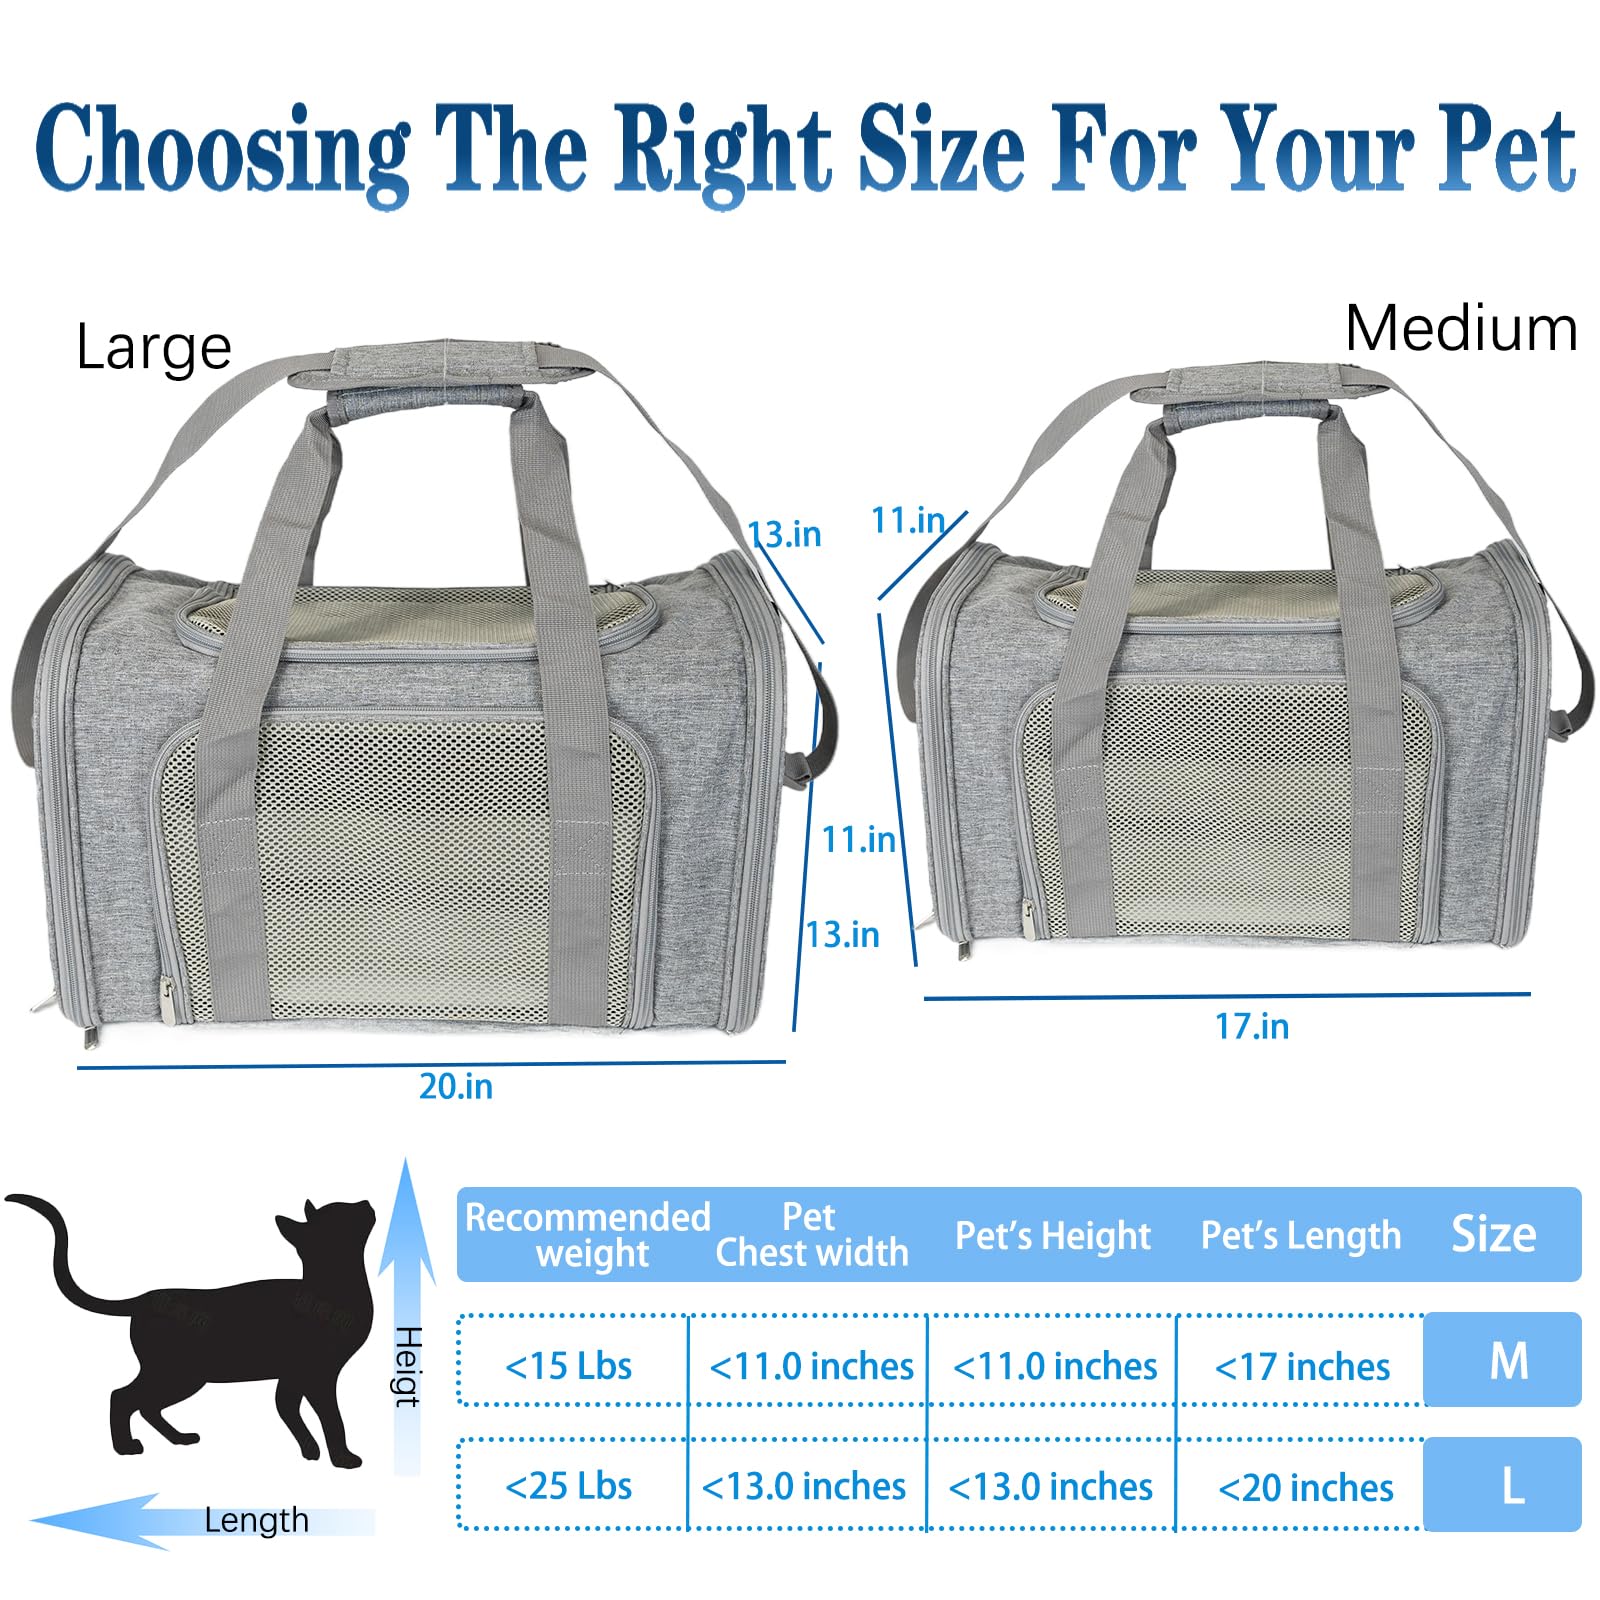 Choosing The Right Size For Your Pet
Large
Medium
13.in
11.in
11.in
13.in
20.in
17.in
Heigt
Length
Recommended
weight
Pet
Chest width
Pet’s Height
Pet’s Length
Size
<15 Lbs
<11.0 inches
<11.0 inches
<17 inches
M
<25 Lbs
<13.0 inches
<13.0 inches
<20 inches
L